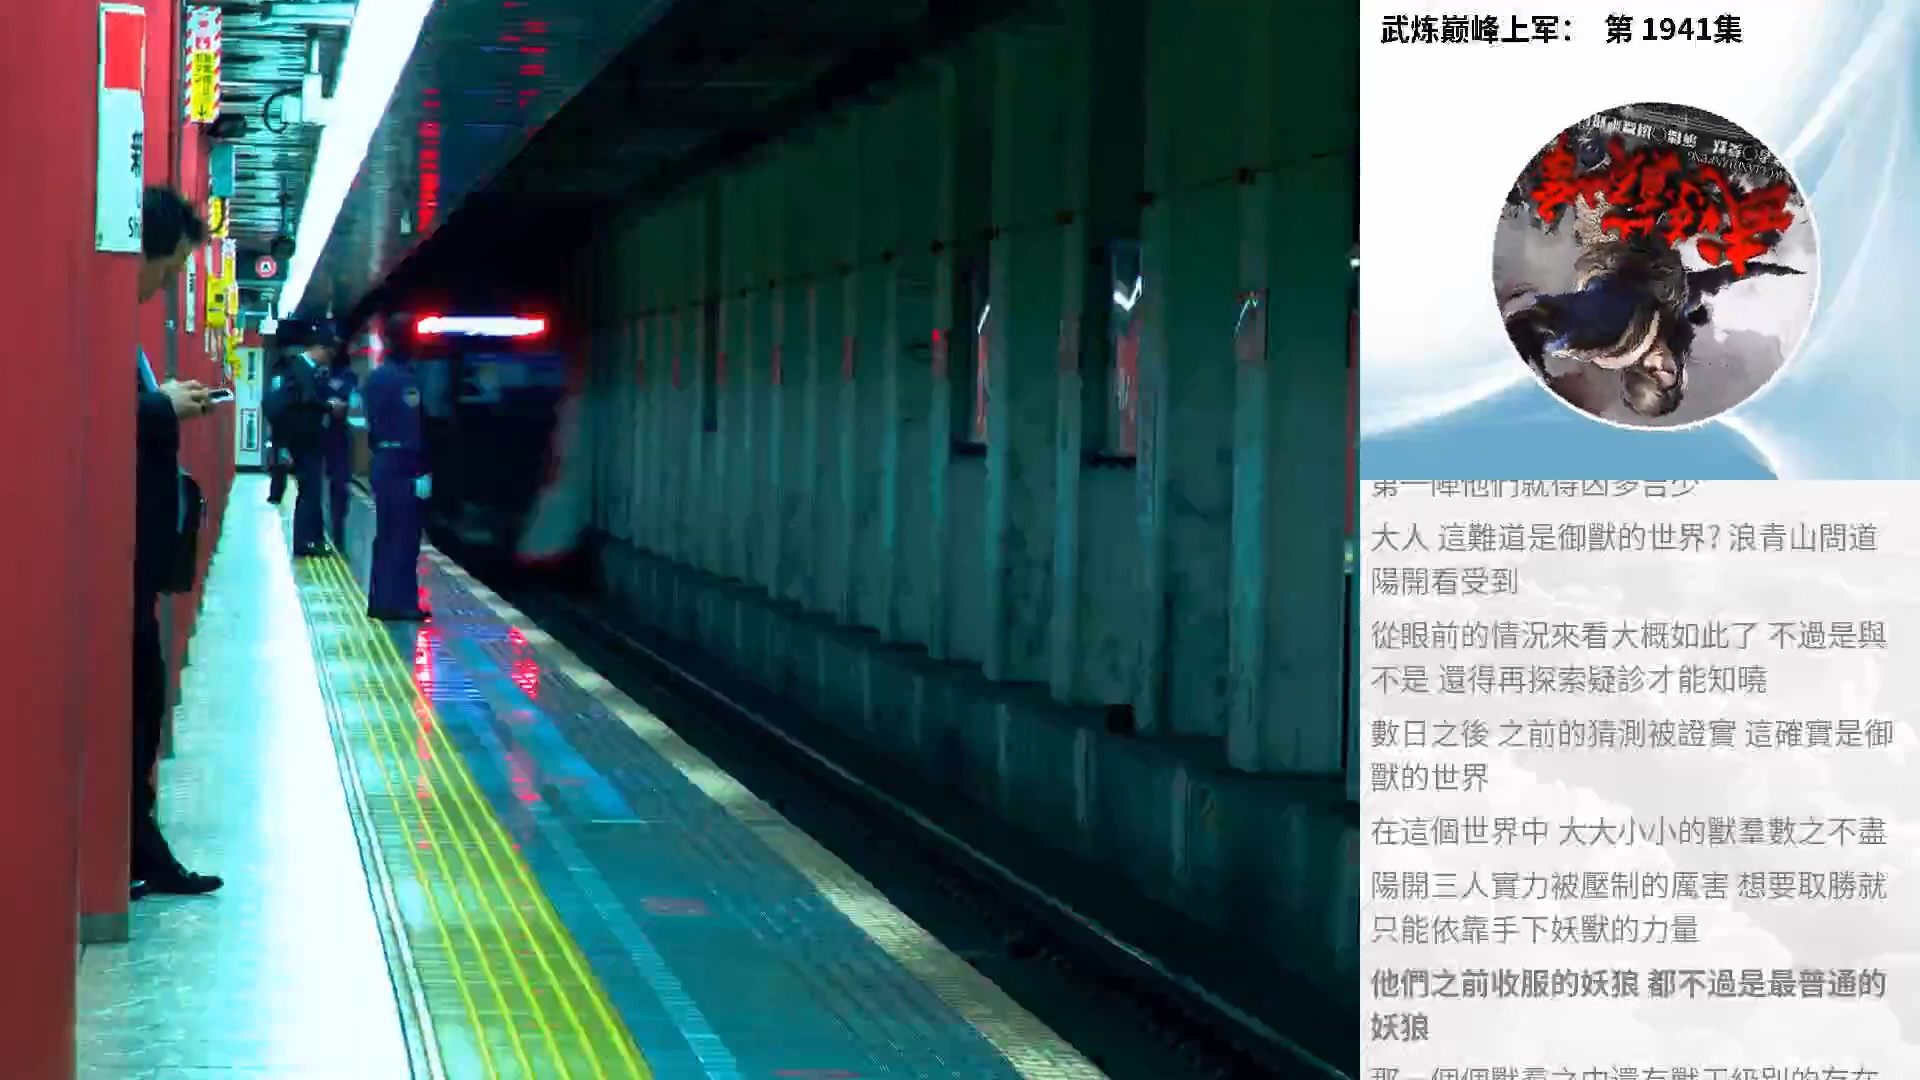 武炼巅峰上军： 第 1941集
大人 這難道是御獸的世界? 浪青山問道
陽開看受到
從眼前的情況來看大概如此了 不過是與
不是 還得再探索疑診才能知曉
數日之後 之前的猜測被證實 這確實是御
獸的世界
在這個世界中 大大小小的獸羣數之不盡
陽開三人實力被壓制的厲害 想要取勝就
只能依靠手下妖獸的力量
他們之前收服的妖狼 都不過是最普通的
妖狼